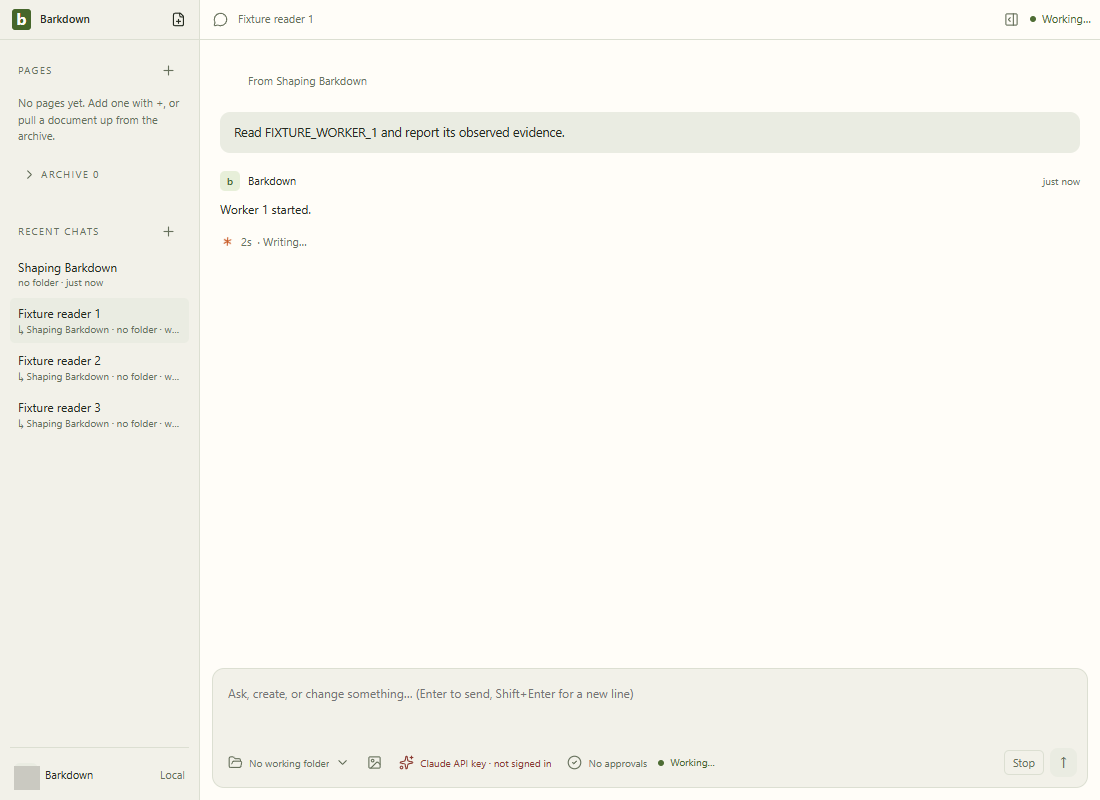 b Barkdown
PAGES
No pages yet. Add one with +, or
pull a document up from the
archive.
ARCHIVE 0
RECENT CHATS
Shaping Barkdown
no folder · just now
Fixture reader 1
↳ Shaping Barkdown · no folder · w...
Fixture reader 2
↳ Shaping Barkdown · no folder · w...
Fixture reader 3
↳ Shaping Barkdown · no folder · w...
Barkdown Local
Fixture reader 1 Working...
From Shaping Barkdown
Read FIXTURE_WORKER_1 and report its observed evidence.
b Barkdown just now
Worker 1 started.
2s · Writing...
Ask, create, or change something... (Enter to send, Shift+Enter for a new line)
No working folder Claude API key · not signed in No approvals Working... Stop